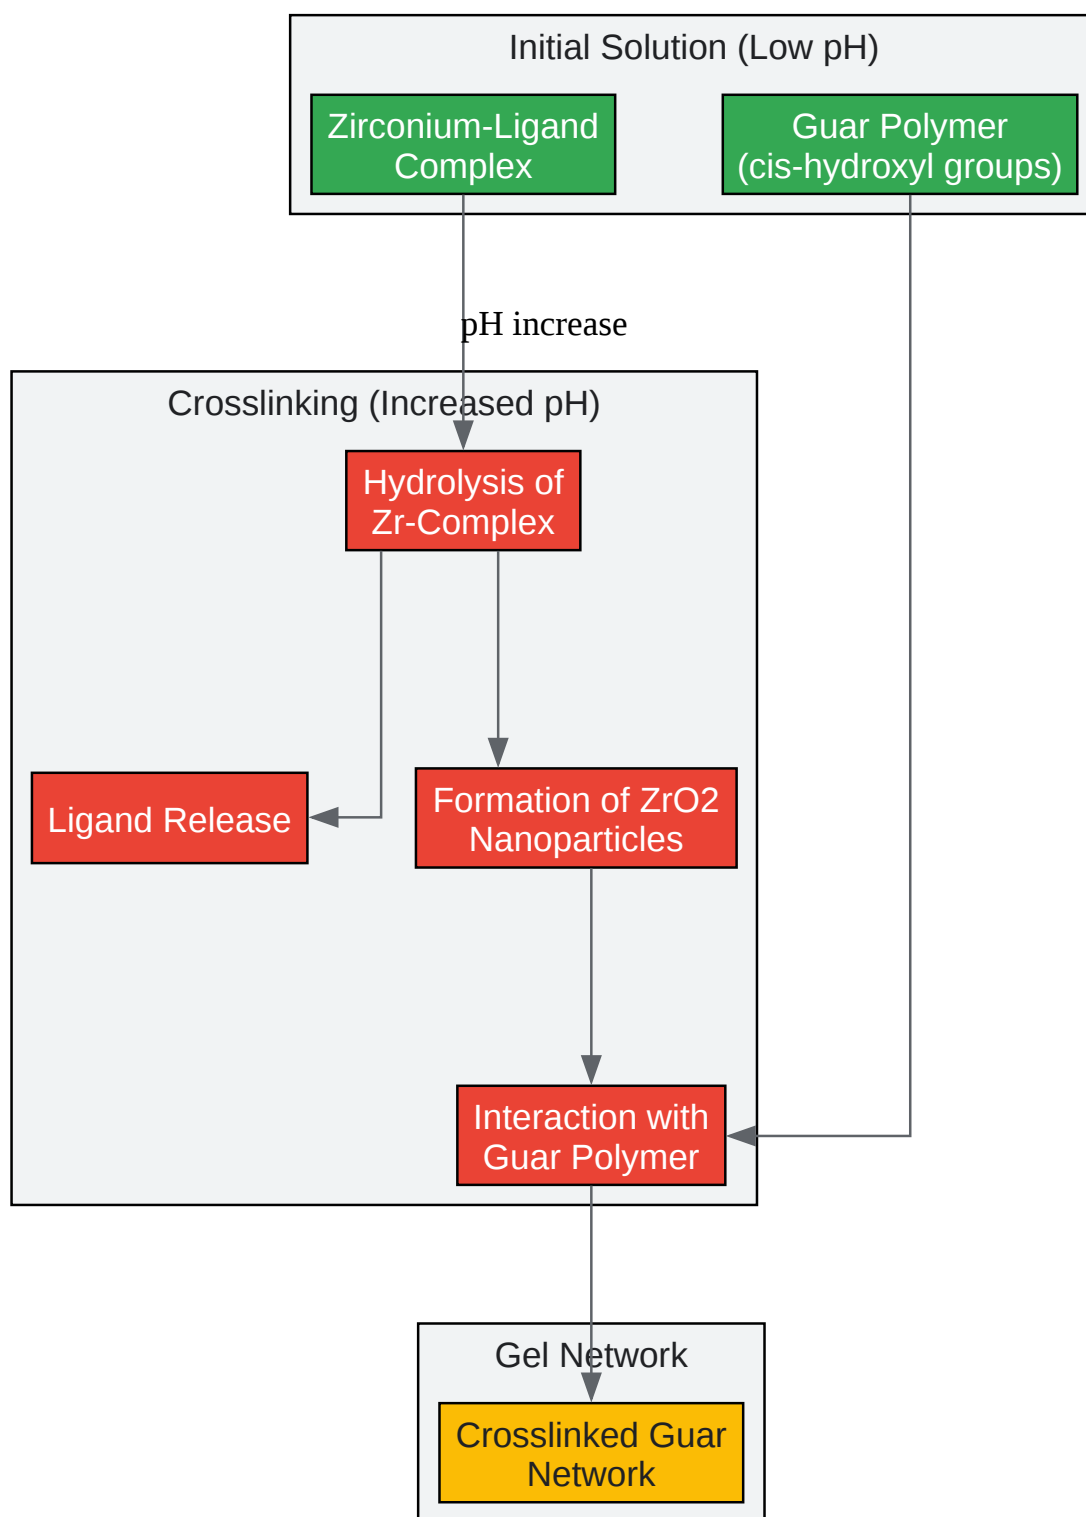 Initial Solution (Low pH)
Zirconium-Ligand
Complex
Guar Polymer
(cis-hydroxyl groups)
pH increase
Crosslinking (Increased pH)
Hydrolysis of
Zr-Complex
Ligand Release
Formation of ZrO2
Nanoparticles
Interaction with
Guar Polymer
Gel Network
Crosslinked Guar
Network